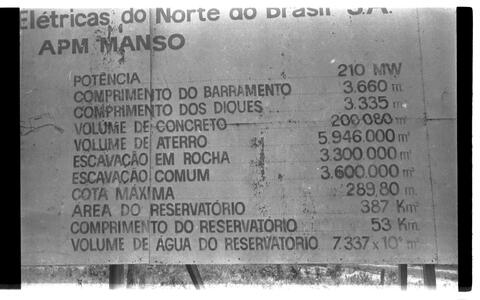 Elétricas do Norte do Brasil S.A.
APM MANSO
POTÊNCIA 210 MW
COMPRIMENTO DO BARRAMENTO 3.660 m.
COMPRIMENTO DOS DIQUES 3.335 m.
VOLUME DE CONCRETO 200.080 m³
VOLUME DE ATERRO 5.946.000 m³
ESCAVAÇÃO EM ROCHA 3.300.000 m³
ESCAVAÇÃO COMUM 3.600.000 m³
COTA MÁXIMA 289,80 m.
ÁREA DO RESERVATÓRIO 387 Km²
COMPRIMENTO DO RESERVATÓRIO 53 Km.
VOLUME DE ÁGUA DO RESERVATÓRIO 7.337x10⁶ m³